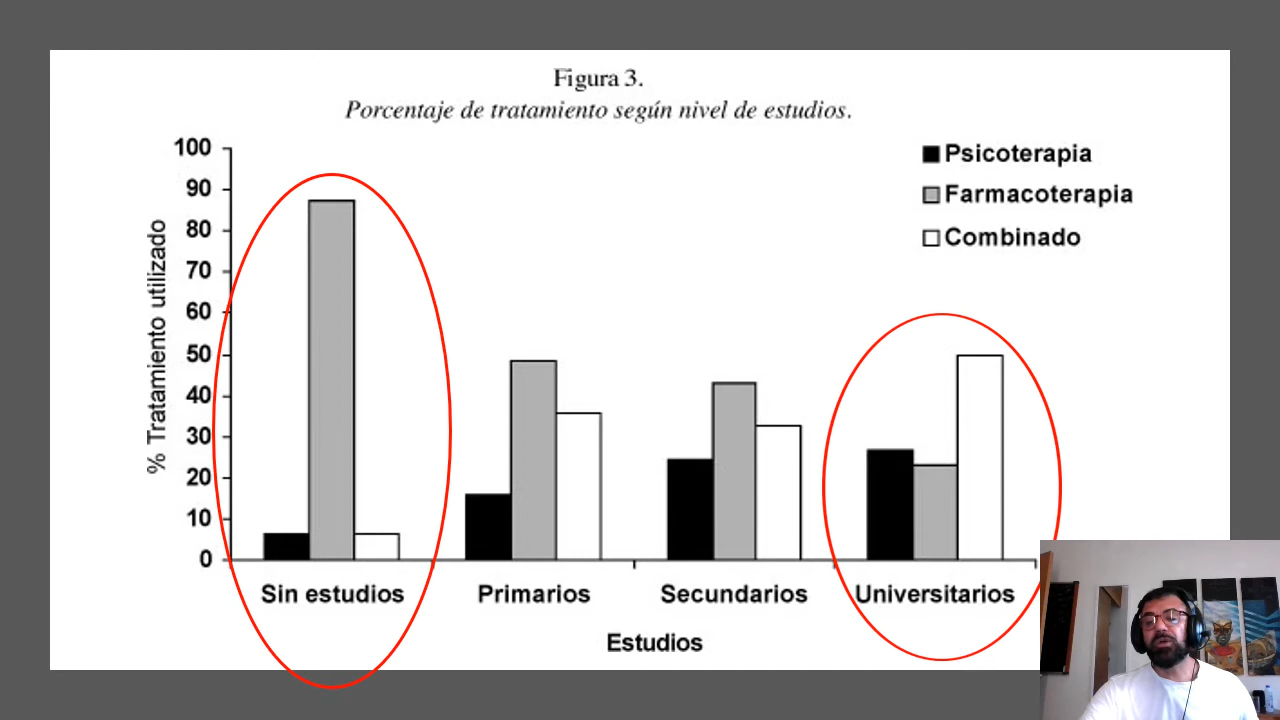 Figura 3.
Porcentaje de tratamiento según nivel de estudios.
Psicoterapia
Farmacoterapia
Combinado
% Tratamiento utilizado
100
90
80
70
60
50
40
30
20
10
0
Sin estudios Primarios Secundarios Universitarios
Estudios